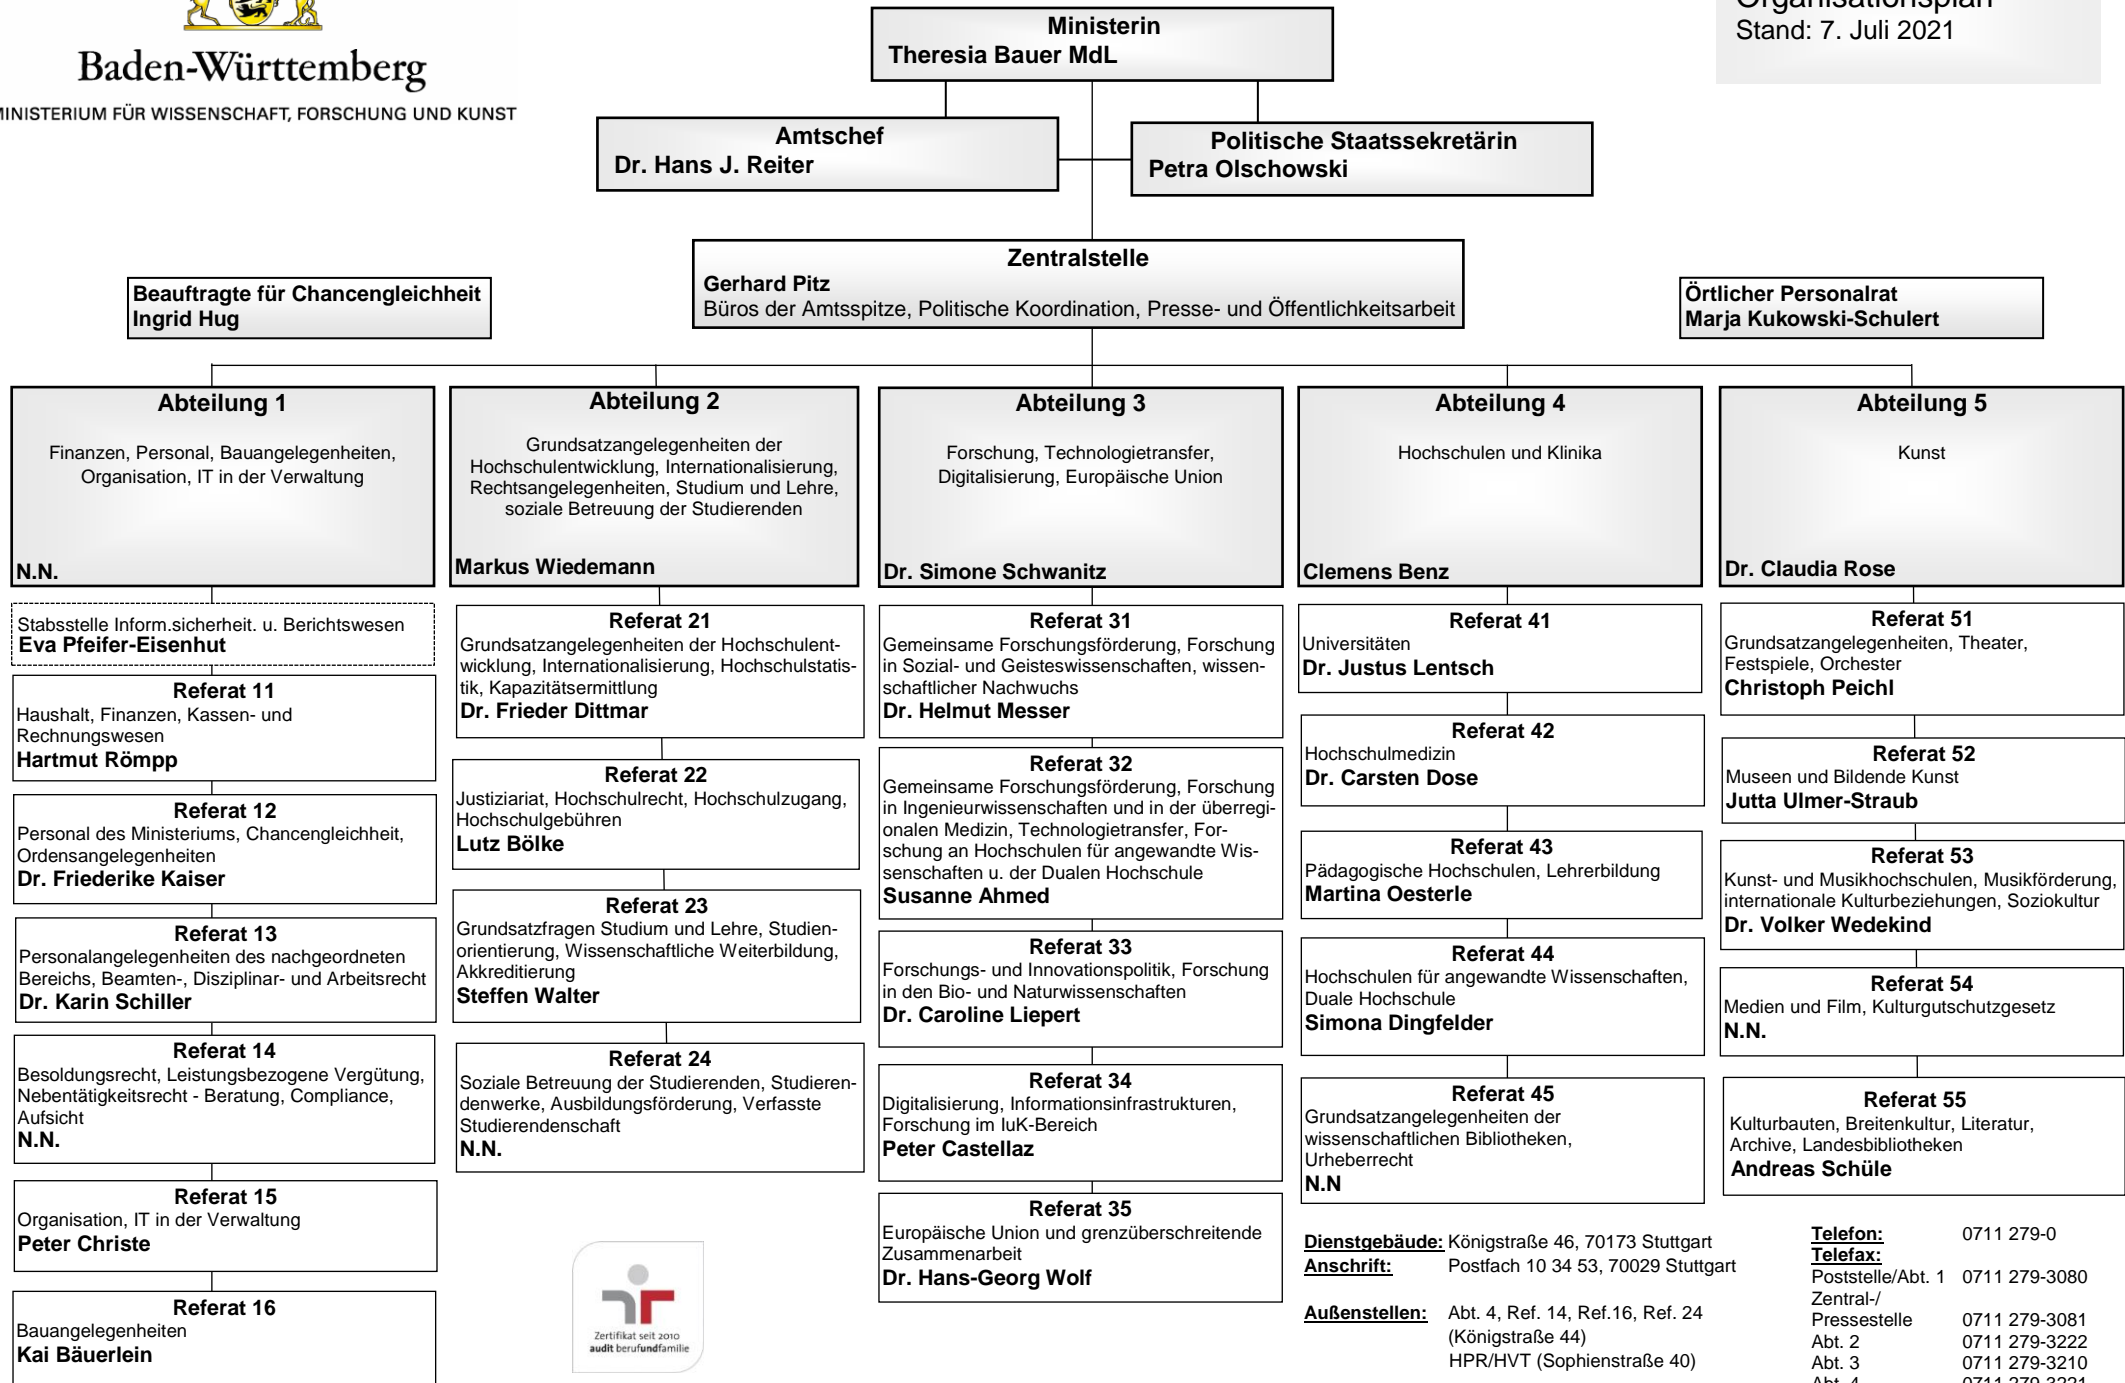 Baden-Württemberg
MINISTERIUM FÜR WISSENSCHAFT, FORSCHUNG UND KUNST
Organisationsplan
Stand: 7. Juli 2021
Ministerin
Theresia Bauer MdL
Amtschef
Dr. Hans J. Reiter
Politische Staatssekretärin
Petra Olschowski
Zentralstelle
Gerhard Pitz
Büros der Amtsspitze, Politische Koordination, Presse- und Öffentlichkeitsarbeit
Beauftragte für Chancengleichheit
Ingrid Hug
Örtlicher Personalrat
Marja Kukowski-Schulert
Abteilung 1
Finanzen, Personal, Bauangelegenheiten,
Organisation, IT in der Verwaltung
N.N.
Stabsstelle Inform.sicherheit. u. Berichtswesen
Eva Pfeifer-Eisenhut
Referat 11
Haushalt, Finanzen, Kassen- und
Rechnungswesen
Hartmut Römpp
Referat 12
Personal des Ministeriums, Chancengleichheit,
Ordensangelegenheiten
Dr. Friederike Kaiser
Referat 13
Personalangelegenheiten des nachgeordneten
Bereichs, Beamten-, Disziplinar- und Arbeitsrecht
Dr. Karin Schiller
Referat 14
Besoldungsrecht, Leistungsbezogene Vergütung,
Nebentätigkeitsrecht - Beratung, Compliance,
Aufsicht
N.N.
Referat 15
Organisation, IT in der Verwaltung
Peter Christe
Referat 16
Bauangelegenheiten
Kai Bäuerlein
Abteilung 2
Grundsatzangelegenheiten der
Hochschulentwicklung, Internationalisierung,
Rechtsangelegenheiten, Studium und Lehre,
soziale Betreuung der Studierenden
Markus Wiedemann
Referat 21
Grundsatzangelegenheiten der Hochschulent-
wicklung, Internationalisierung, Hochschulstatis-
tik, Kapazitätsermittlung
Dr. Frieder Dittmar
Referat 22
Justiziariat, Hochschulrecht, Hochschulzugang,
Hochschulgebühren
Lutz Bölke
Referat 23
Grundsatzfragen Studium und Lehre, Studien-
orientierung, Wissenschaftliche Weiterbildung,
Akkreditierung
Steffen Walter
Referat 24
Soziale Betreuung der Studierenden, Studieren-
denwerke, Ausbildungsförderung, Verfasste
Studierendenschaft
N.N.
Zertifikat seit 2010
audit berufundfamilie
Abteilung 3
Forschung, Technologietransfer,
Digitalisierung, Europäische Union
Dr. Simone Schwanitz
Referat 31
Gemeinsame Forschungsförderung, Forschung
in Sozial- und Geisteswissenschaften, wissen-
schaftlicher Nachwuchs
Dr. Helmut Messer
Referat 32
Gemeinsame Forschungsförderung, Forschung
in Ingenieurwissenschaften und in der überregi-
onalen Medizin, Technologietransfer, For-
schung an Hochschulen für angewandte Wis-
senschaften u. der Dualen Hochschule
Susanne Ahmed
Referat 33
Forschungs- und Innovationspolitik, Forschung
in den Bio- und Naturwissenschaften
Dr. Caroline Liepert
Referat 34
Digitalisierung, Informationsinfrastrukturen,
Forschung im IuK-Bereich
Peter Castellaz
Referat 35
Europäische Union und grenzüberschreitende
Zusammenarbeit
Dr. Hans-Georg Wolf
Abteilung 4
Hochschulen und Klinika
Clemens Benz
Referat 41
Universitäten
Dr. Justus Lentsch
Referat 42
Hochschulmedizin
Dr. Carsten Dose
Referat 43
Pädagogische Hochschulen, Lehrerbildung
Martina Oesterle
Referat 44
Hochschulen für angewandte Wissenschaften,
Duale Hochschule
Simona Dingfelder
Referat 45
Grundsatzangelegenheiten der
wissenschaftlichen Bibliotheken,
Urheberrecht
N.N
Abteilung 5
Kunst
Dr. Claudia Rose
Referat 51
Grundsatzangelegenheiten, Theater,
Festspiele, Orchester
Christoph Peichl
Referat 52
Museen und Bildende Kunst
Jutta Ulmer-Straub
Referat 53
Kunst- und Musikhochschulen, Musikförderung,
internationale Kulturbeziehungen, Soziokultur
Dr. Volker Wedekind
Referat 54
Medien und Film, Kulturgutschutzgesetz
N.N.
Referat 55
Kulturbauten, Breitenkultur, Literatur,
Archive, Landesbibliotheken
Andreas Schüle
Dienstgebäude: Königstraße 46, 70173 Stuttgart
Anschrift: Postfach 10 34 53, 70029 Stuttgart
Außenstellen: Abt. 4, Ref. 14, Ref.16, Ref. 24
(Königstraße 44)
HPR/HVT (Sophienstraße 40)
Telefon: 0711 279-0
Telefax:
Poststelle/Abt. 1 0711 279-3080
Zentral-/
Pressestelle 0711 279-3081
Abt. 2 0711 279-3222
Abt. 3 0711 279-3210
Abt. 4 0711 279-3221